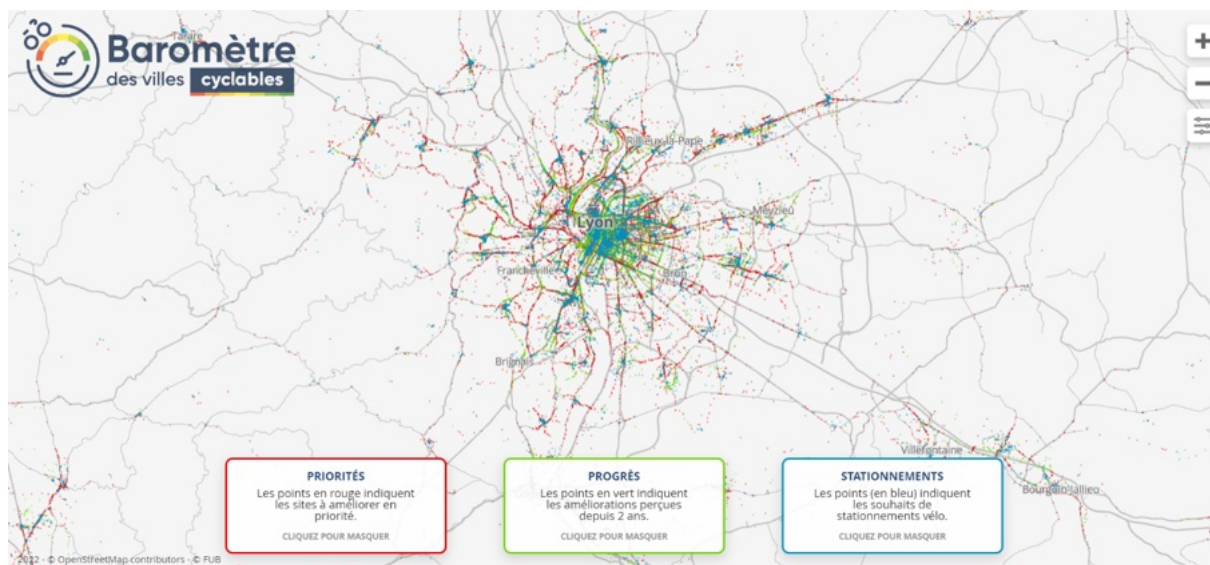 Tarare
Baromètre
des villes cyclables
+
−
Rillieux-la-Pape
Lyon
Meyzieu
Francheville
Bron
Brignais
Villefontaine
Bourgoin-Jallieu
PRIORITÉS
Les points en rouge indiquent
les sites à améliorer en
priorité.
CLIQUEZ POUR MASQUER
PROGRÈS
Les points en vert indiquent
les améliorations perçues
depuis 2 ans.
CLIQUEZ POUR MASQUER
STATIONNEMENTS
Les points (en bleu) indiquent
les souhaits de
stationnements vélo.
CLIQUEZ POUR MASQUER
2022 - © OpenStreetMap contributors - © FUB